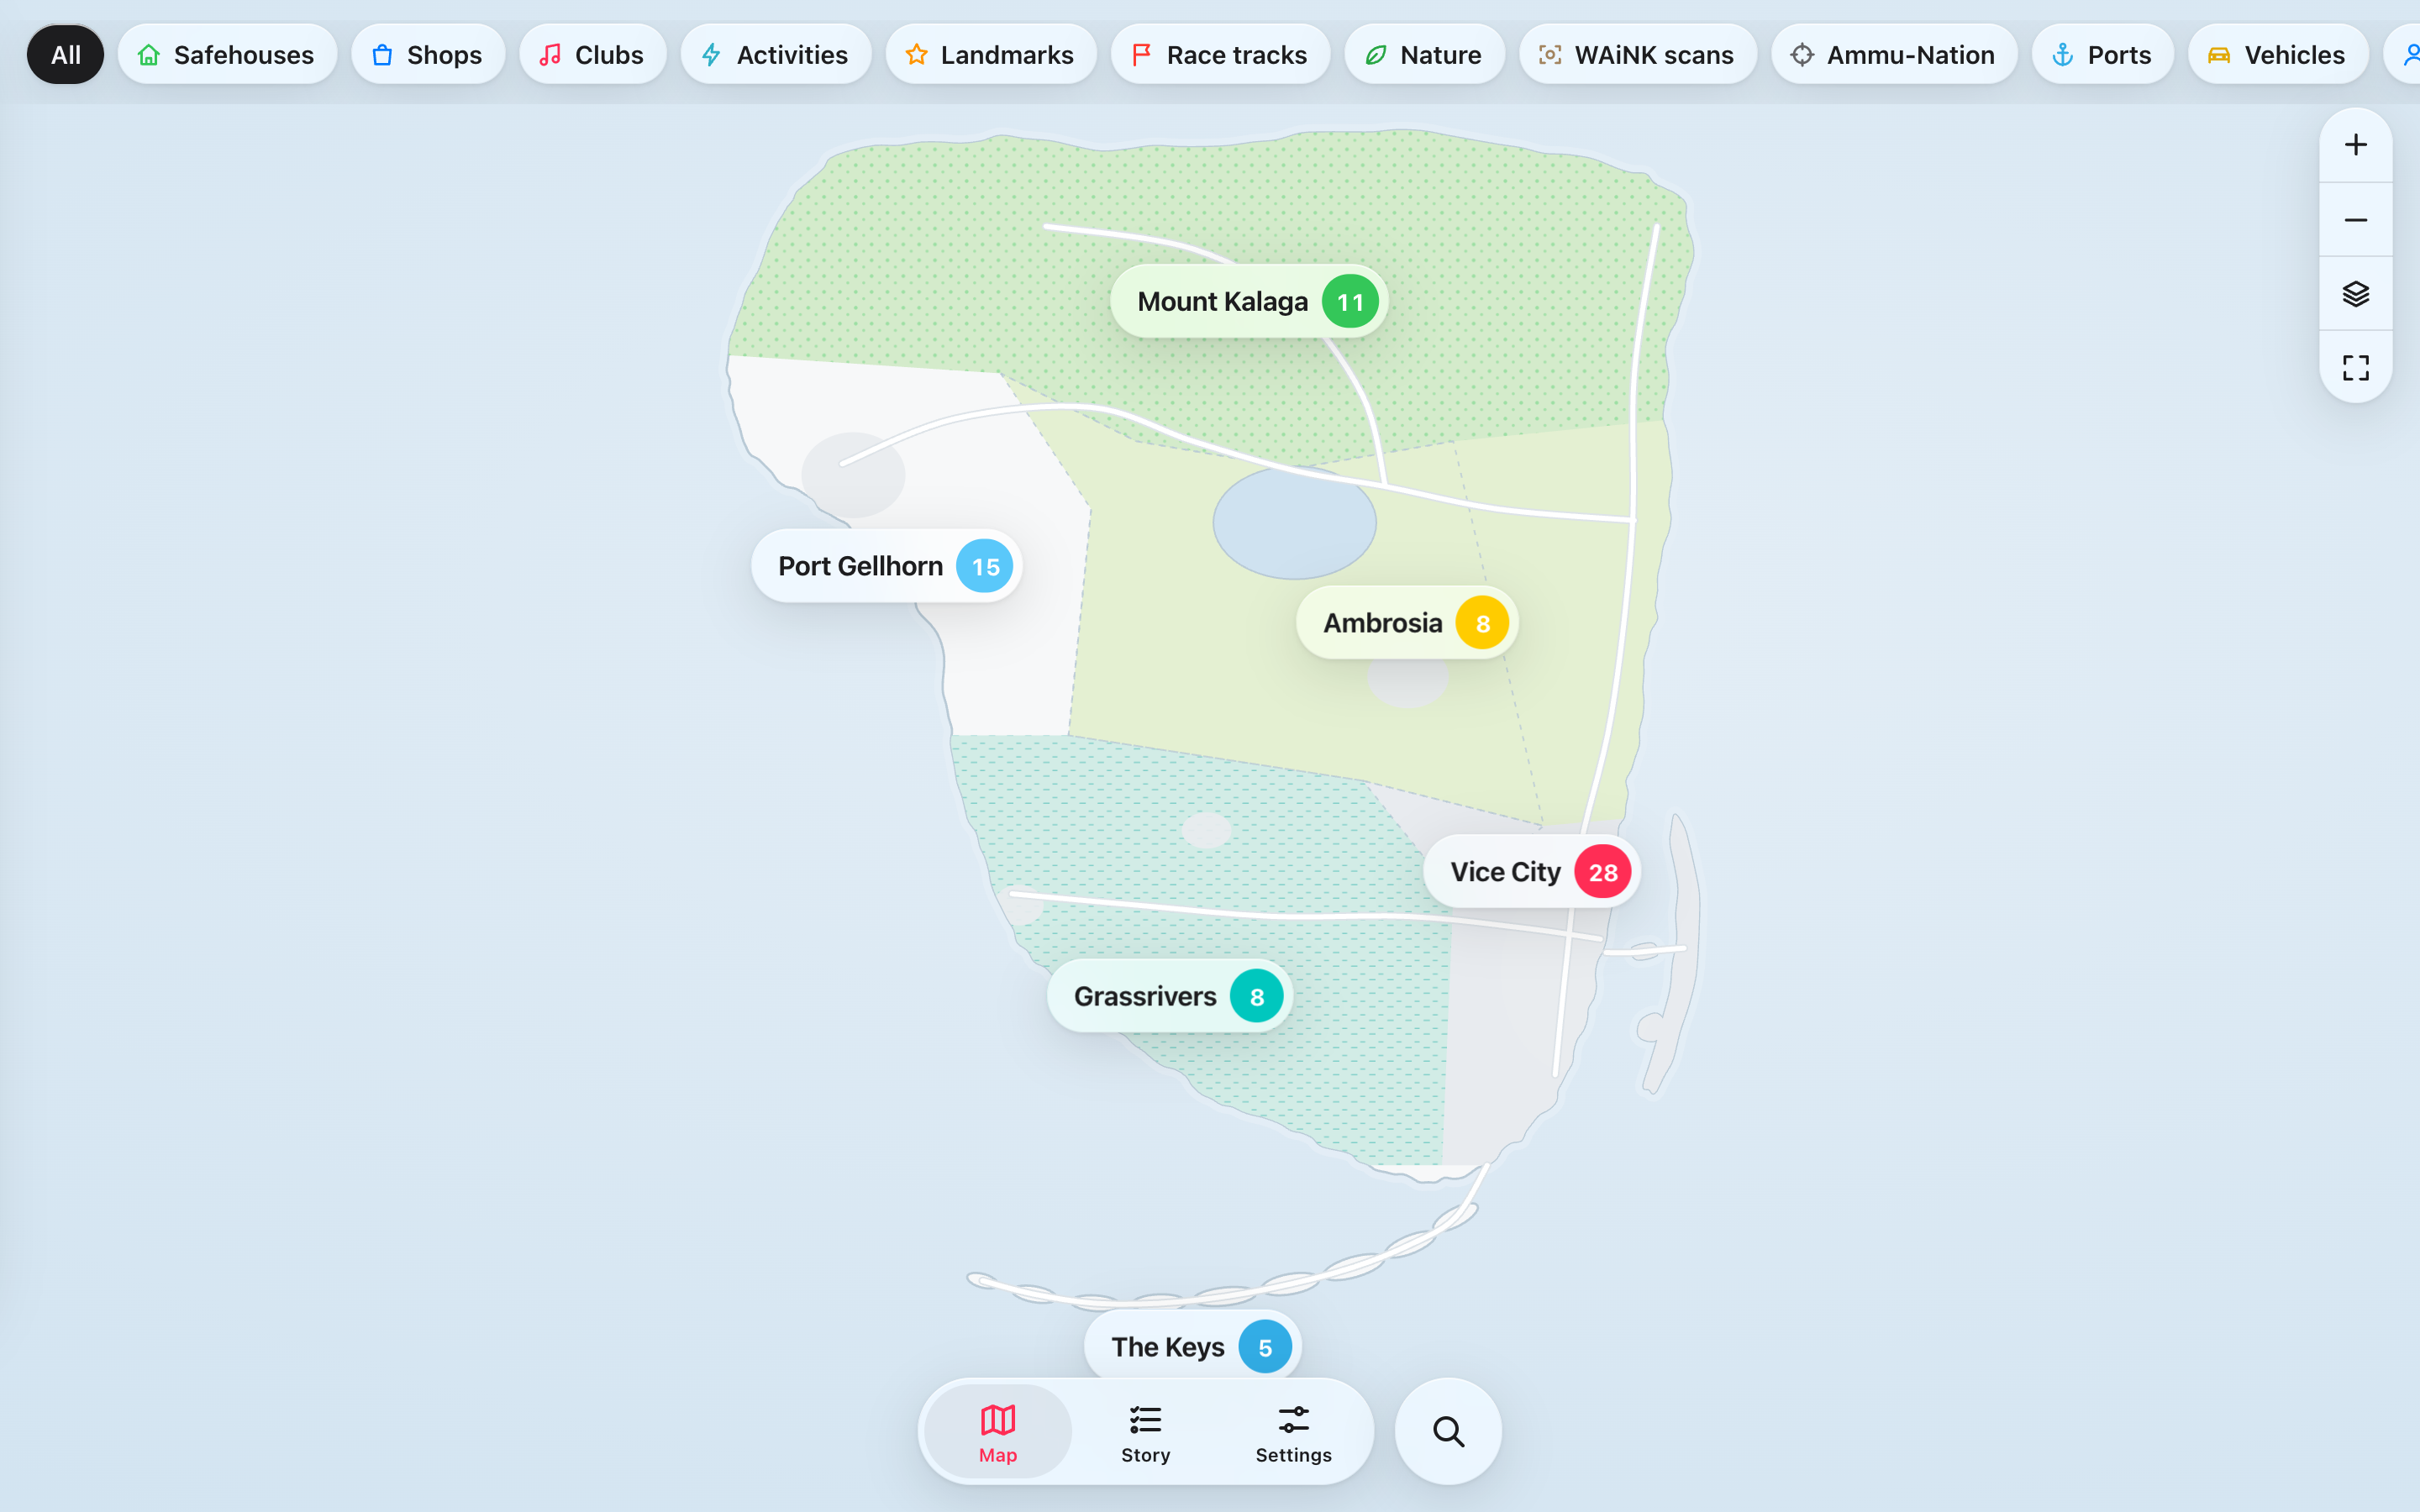 All
Safehouses
Shops
Clubs
Activities
Landmarks
Race tracks
Nature
WAiNK scans
Ammu-Nation
Ports
Vehicles
Mount Kalaga 11
Port Gellhorn 15
Ambrosia 8
Vice City 28
Grassrivers 8
The Keys 5
Map
Story
Settings